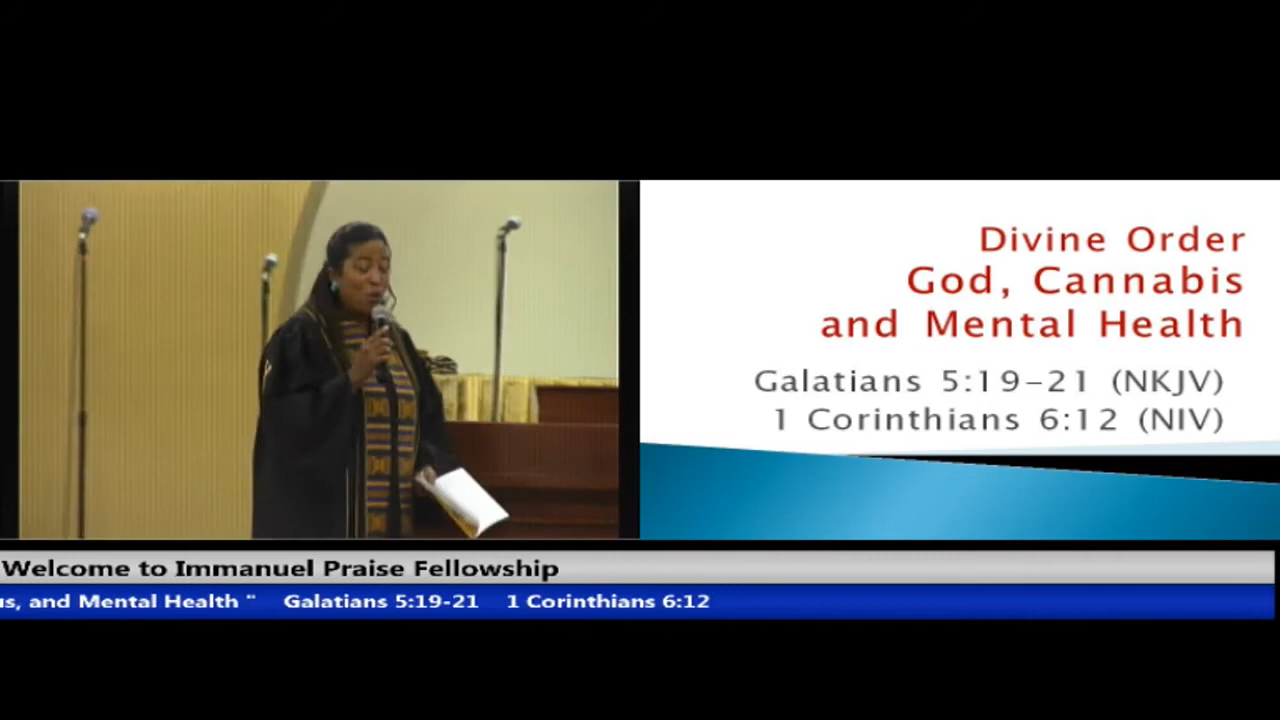 Divine Order
God, Cannabis
and Mental Health
Galatians 5:19-21 (NKJV)
1 Corinthians 6:12 (NIV)
Welcome to Immanuel Praise Fellowship
and Mental Health " Galatians 5:19-21 1 Corinthians 6:12